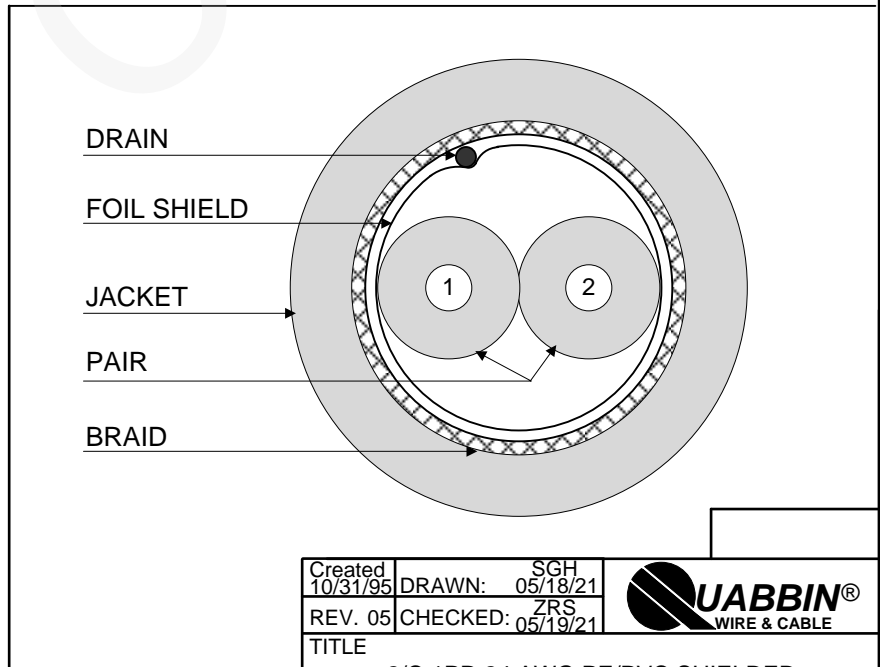 DRAIN
FOIL SHIELD
JACKET
PAIR
BRAID
1 2
Created
10/31/95
DRAWN:
SGH
05/18/21
REV. 05
CHECKED:
ZRS
05/19/21
QUABBIN®
WIRE & CABLE
TITLE